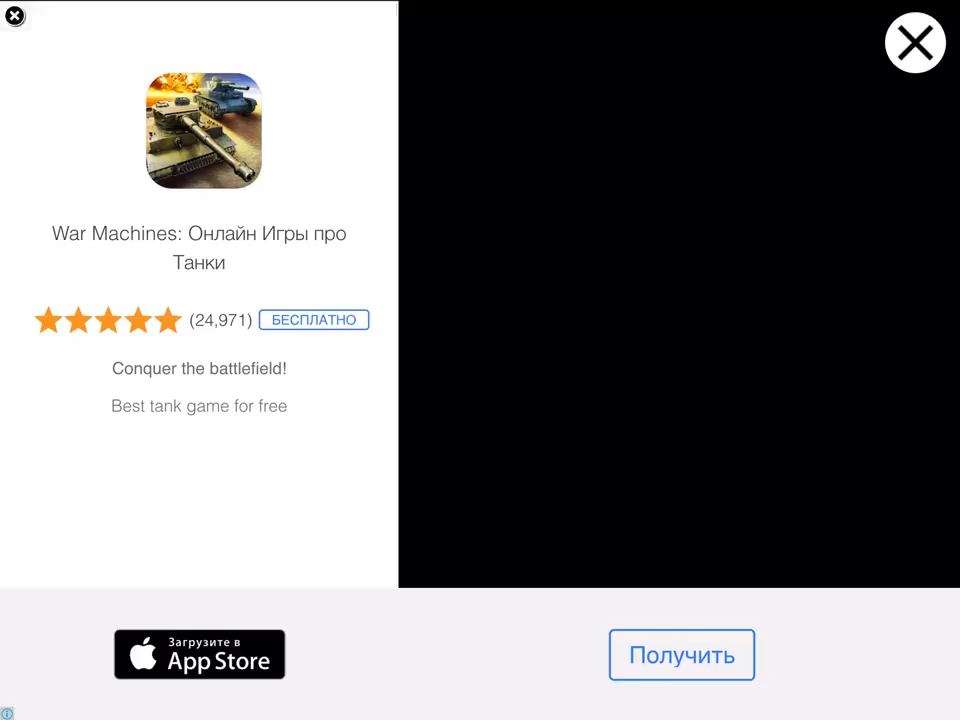 War Machines: Онлайн Игры про
Танки
(24,971) БЕСПЛАТНО
Conquer the battlefield!
Best tank game for free
Загрузите в
App Store
Получить